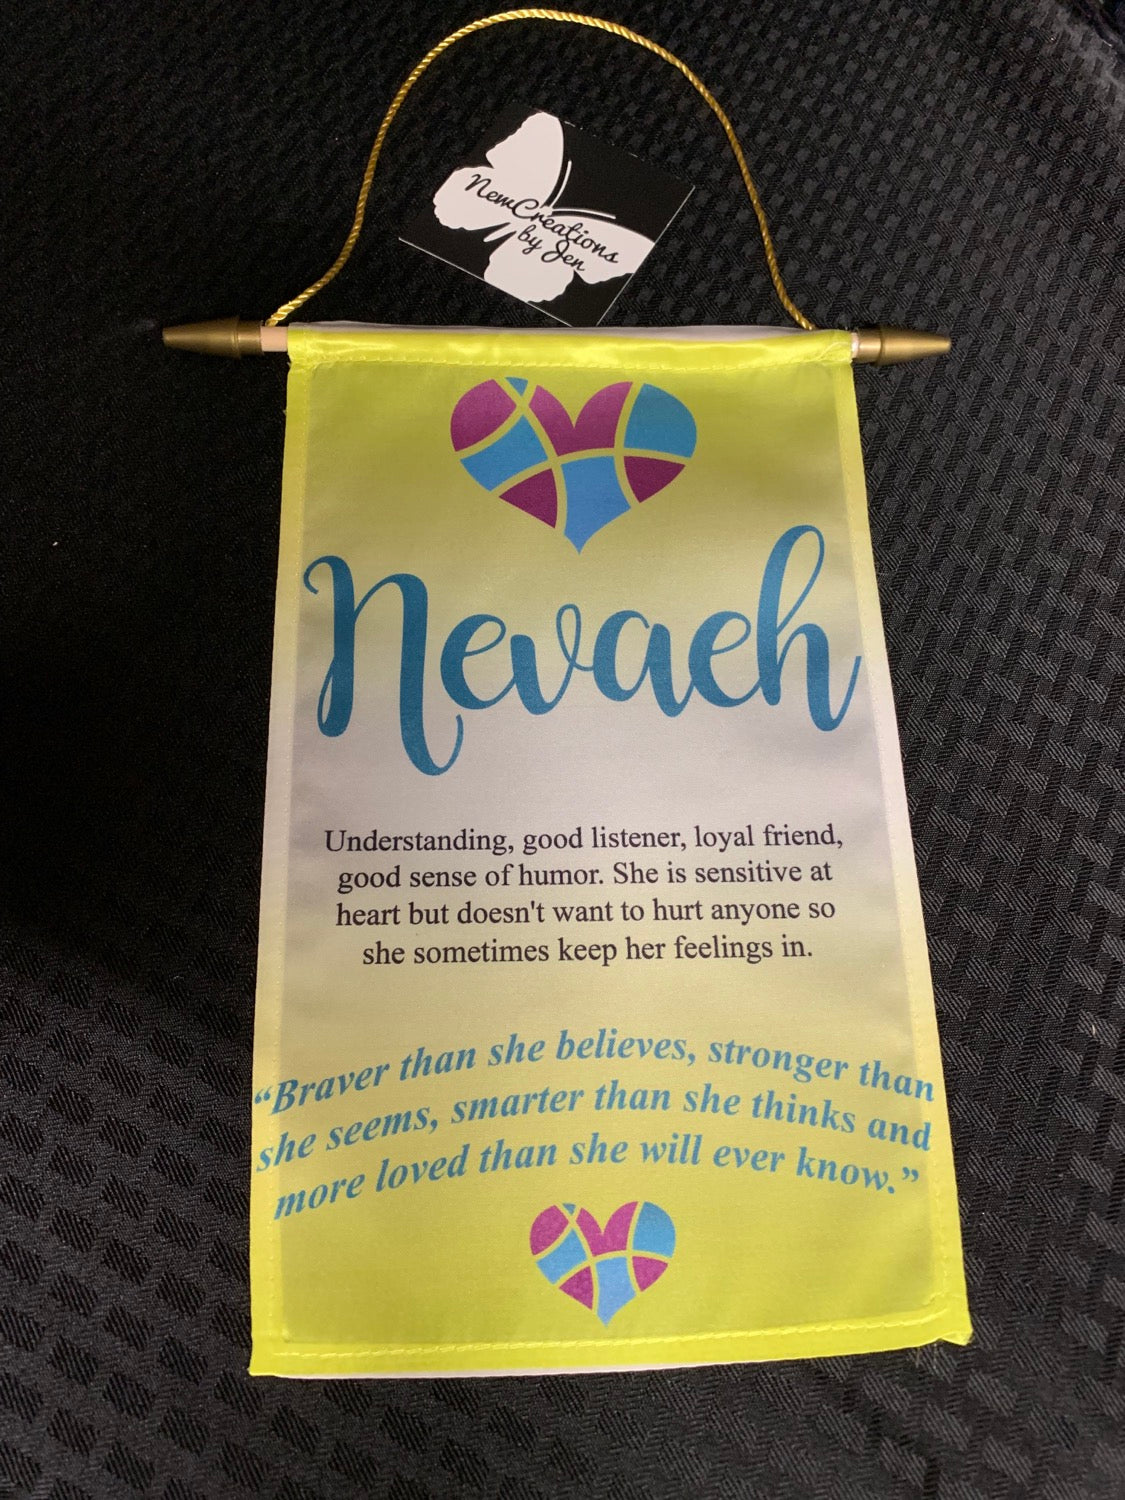 NewCreations
by Jen
Nevaeh
Understanding, good listener, loyal friend,
good sense of humor. She is sensitive at
heart but doesn't want to hurt anyone so
she sometimes keep her feelings in.
“Braver than she believes, stronger than
she seems, smarter than she thinks and
more loved than she will ever know.”